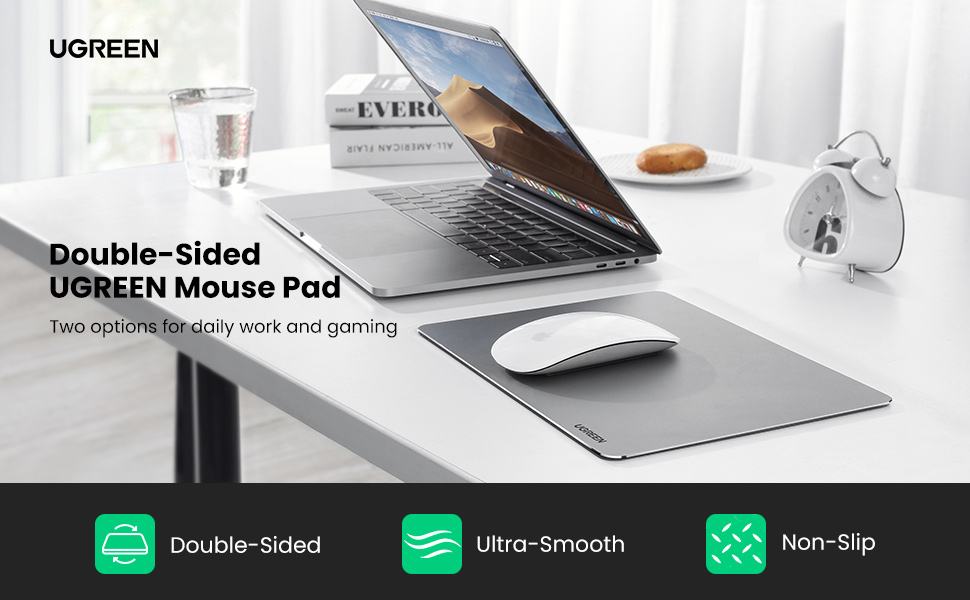 UGREEN
EVERO
ALL-AMERICAN FLAIR
Double-Sided
UGREEN Mouse Pad
Two options for daily work and gaming
UGREEN
Double-Sided
Ultra-Smooth
Non-Slip